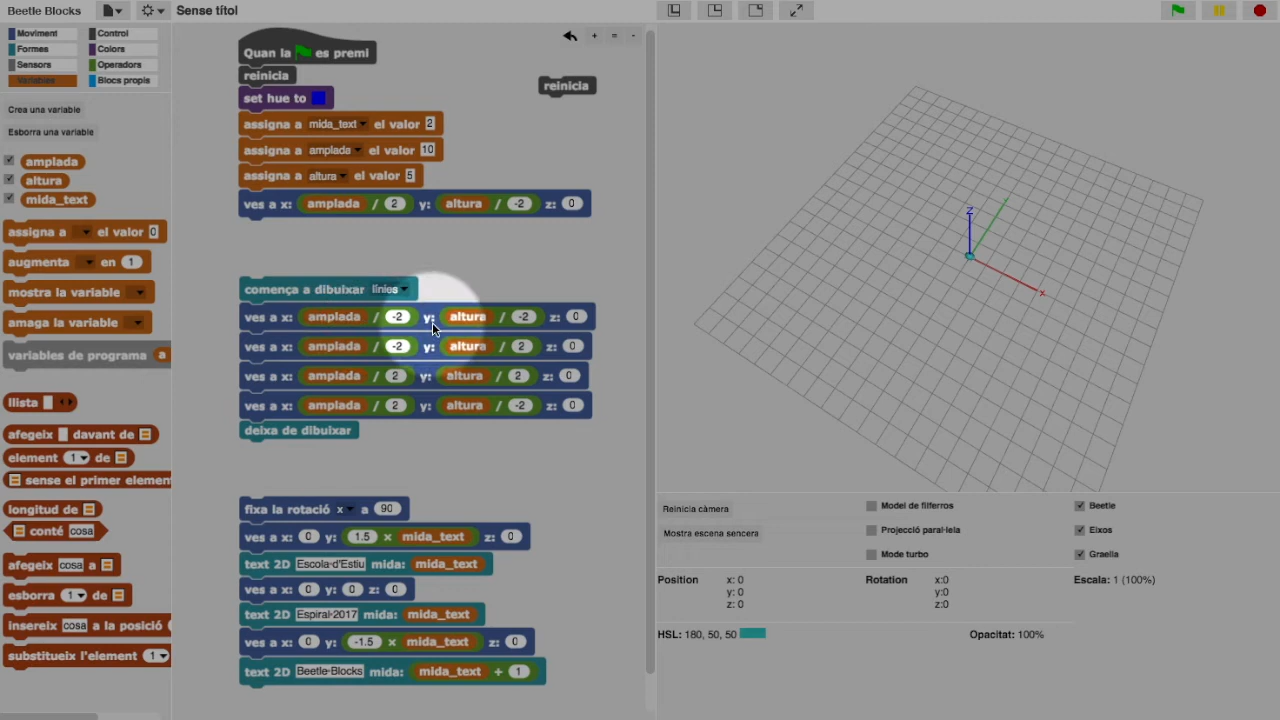 Beetle Blocks
Sense títol
Moviment
Control
Formes
Colors
Sensors
Operadors
Variables
Blocs propis
Crea una variable
Esborra una variable
amplada
altura
mida_text
assigna a el valor 0
augmenta en 1
mostra la variable
amaga la variable
variables de programa a
llista
afegeix davant de
element 1 de
sense el primer element
longitud de
conté cosa
afegeix cosa a
esborra 1 de
insereix cosa a la posició
substitueix l'element 1
Quan la es premi
reinicia
set hue to
assigna a mida_text el valor 2
assigna a amplada el valor 10
assigna a altura el valor 5
ves a x: amplada / 2 y: altura / -2 z: 0
reinicia
comença a dibuixar línies
ves a x: amplada / -2 y: altura / -2 z: 0
ves a x: amplada / -2 y: altura / 2 z: 0
ves a x: amplada / 2 y: altura / 2 z: 0
ves a x: amplada / 2 y: altura / -2 z: 0
deixa de dibuixar
fixa la rotació x a 90
ves a x: 0 y: 1.5 × mida_text z: 0
text 2D Escola·d'Estiu mida: mida_text
ves a x: 0 y: 0 z: 0
text 2D Espiral·2017 mida: mida_text
ves a x: 0 y: -1.5 × mida_text z: 0
text 2D Beetle·Blocks mida: mida_text + 1
z
x
Reinicia càmera
Mostra escena sencera
Model de filferros
Projecció paral·lela
Mode turbo
Beetle
Eixos
Graella
Position
x: 0
y: 0
z: 0
Rotation
x:0
y:0
z:0
Escala: 1 (100%)
HSL: 180, 50, 50
Opacitat: 100%